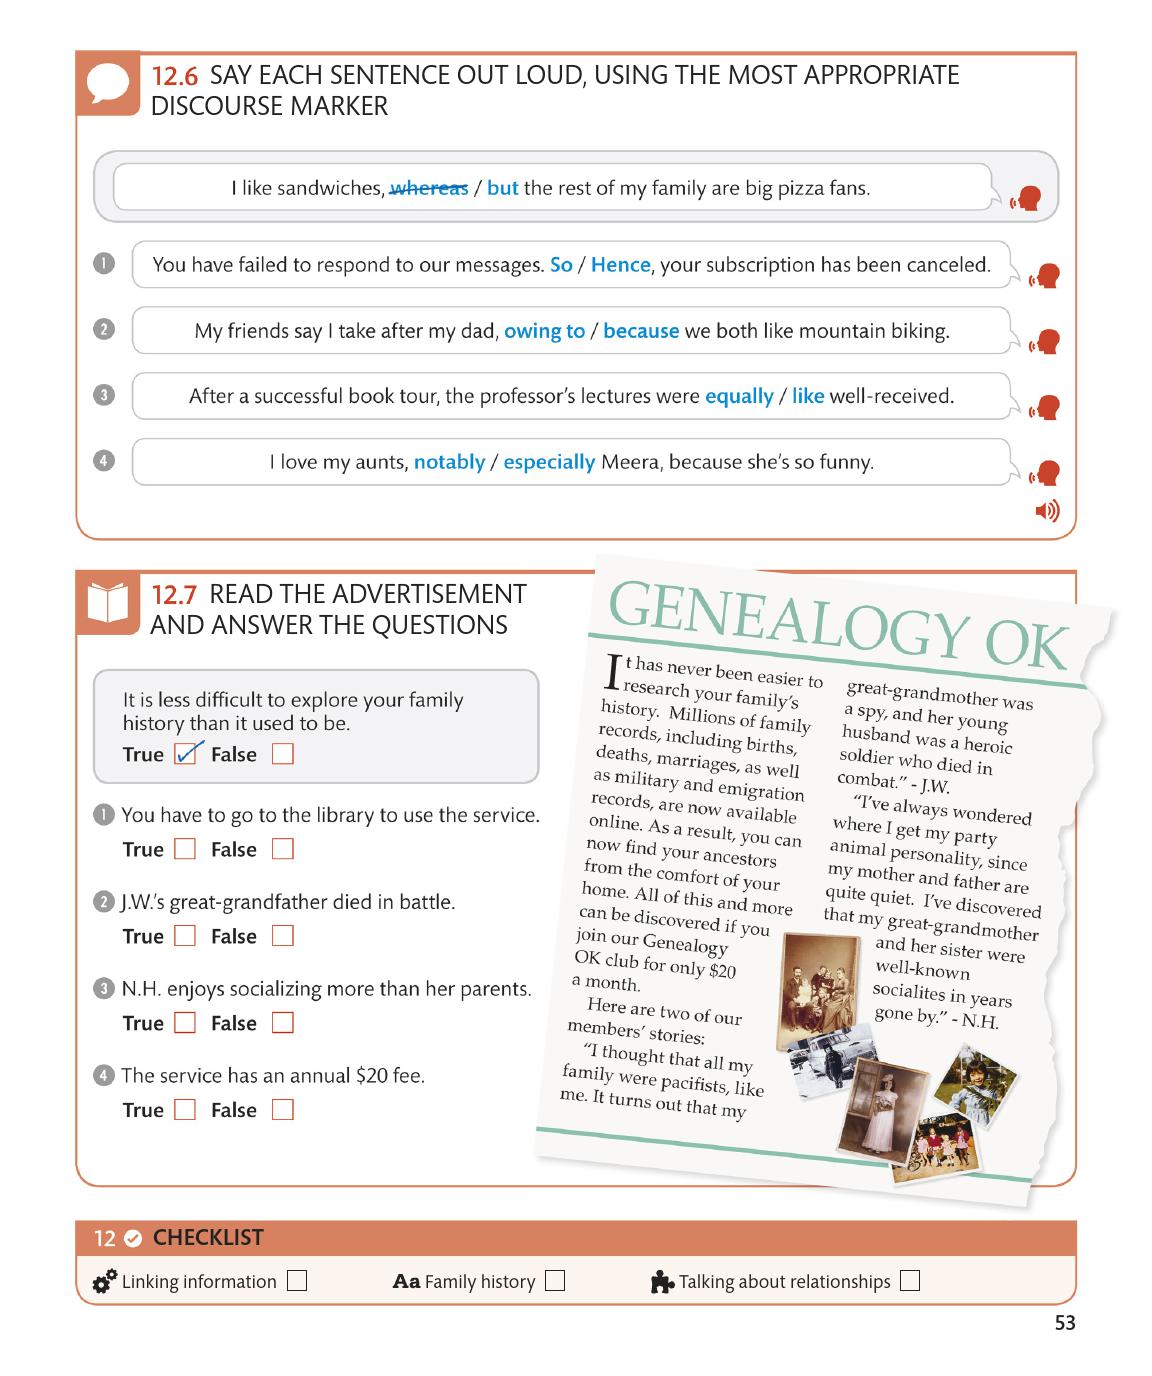 12.6 SAY EACH SENTENCE OUT LOUD, USING THE MOST APPROPRIATE
DISCOURSE MARKER
I like sandwiches, whereas / but the rest of my family are big pizza fans.
1 You have failed to respond to our messages. So / Hence, your subscription has been canceled.
2 My friends say I take after my dad, owing to / because we both like mountain biking.
3 After a successful book tour, the professor's lectures were equally / like well-received.
4 I love my aunts, notably / especially Meera, because she's so funny.
12.7 READ THE ADVERTISEMENT
AND ANSWER THE QUESTIONS
It is less difficult to explore your family
history than it used to be.
True False
1 You have to go to the library to use the service.
True False
2 J.W.'s great-grandfather died in battle.
True False
3 N.H. enjoys socializing more than her parents.
True False
4 The service has an annual $20 fee.
True False
GENEALOGY OK
It has never been easier to
research your family's
history. Millions of family
records, including births,
deaths, marriages, as well
as military and emigration
records, are now available
online. As a result, you can
now find your ancestors
from the comfort of your
home. All of this and more
can be discovered if you
join our Genealogy
OK club for only $20
a month.
Here are two of our
members' stories:
"I thought that all my
family were pacifists, like
me. It turns out that my
great-grandmother was
a spy, and her young
husband was a heroic
soldier who died in
combat." - J.W.
"I've always wondered
where I get my party
animal personality, since
my mother and father are
quite quiet. I've discovered
that my great-grandmother
and her sister were
well-known
socialites in years
gone by." - N.H.
12 CHECKLIST
Linking information
Aa Family history
Talking about relationships
53